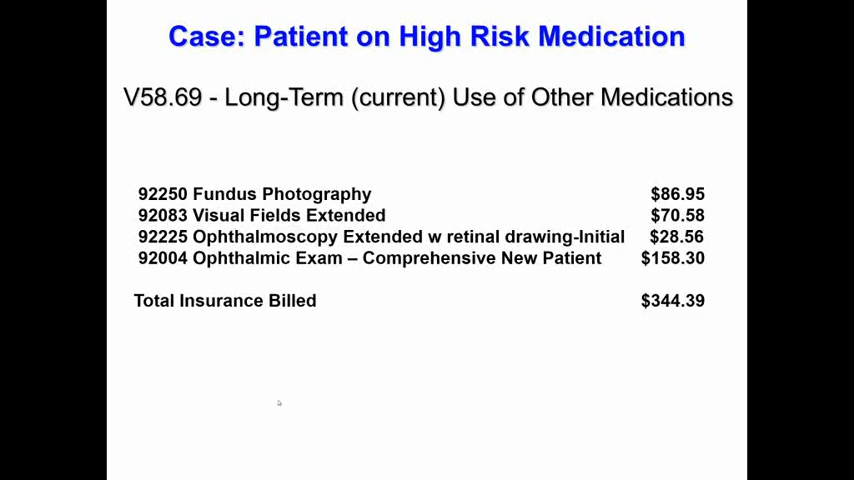 Case: Patient on High Risk Medication
V58.69 - Long-Term (current) Use of Other Medications
92250 Fundus Photography $86.95
92083 Visual Fields Extended $70.58
92225 Ophthalmoscopy Extended w retinal drawing-Initial $28.56
92004 Ophthalmic Exam – Comprehensive New Patient $158.30
Total Insurance Billed $344.39